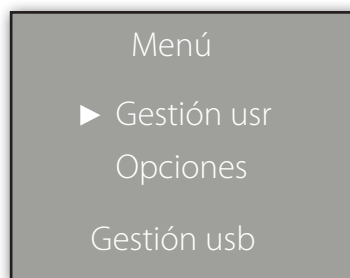 Menú
► Gestión usr
Opciones
Gestión usb